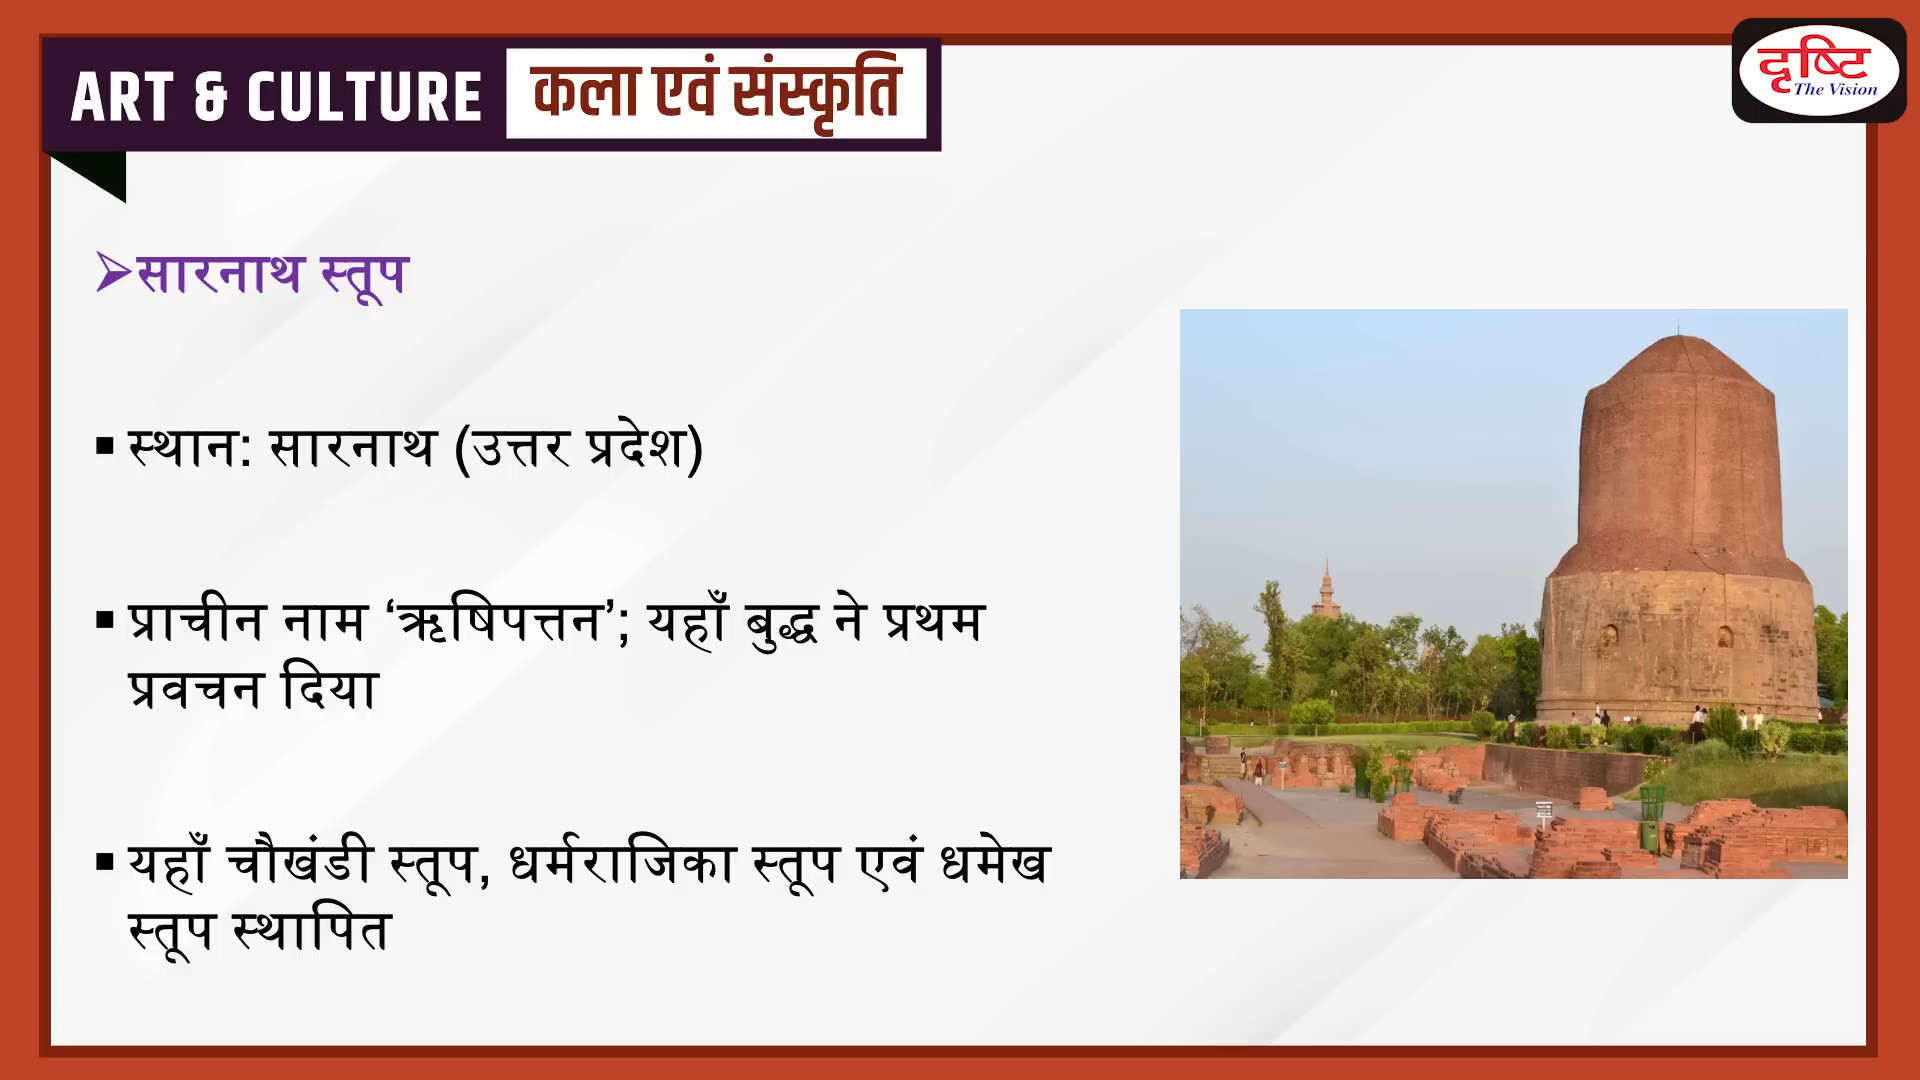 ART & CULTURE कला एवं संस्कृति
दृष्टि
The Vision
➢सारनाथ स्तूप
▪ स्थान: सारनाथ (उत्तर प्रदेश)
▪ प्राचीन नाम ‘ऋषिपत्तन’; यहाँ बुद्ध ने प्रथम
प्रवचन दिया
▪ यहाँ चौखंडी स्तूप, धर्मराजिका स्तूप एवं धमेख
स्तूप स्थापित